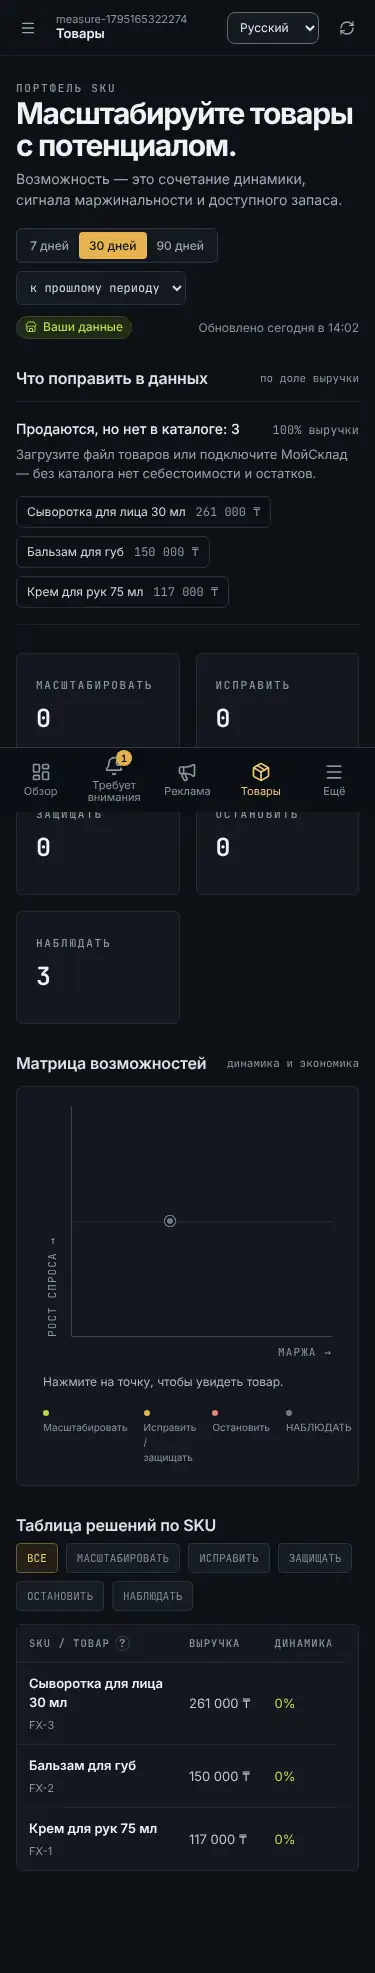 measure-1795165322274
Товары
Русский
ПОРТФЕЛЬ SKU
Масштабируйте товары
с потенциалом.
Возможность — это сочетание динамики,
сигнала маржинальности и доступного запаса.
7 дней 30 дней 90 дней
к прошлому периоду
Ваши данные
Обновлено сегодня в 14:02
Что поправить в данных
по доле выручки
Продаются, но нет в каталоге: 3
100% выручки
Загрузите файл товаров или подключите МойСклад
— без каталога нет себестоимости и остатков.
Сыворотка для лица 30 мл 261 000 ₸
Бальзам для губ 150 000 ₸
Крем для рук 75 мл 117 000 ₸
МАСШТАБИРОВАТЬ
0
ИСПРАВИТЬ
0
Обзор
1
Требует
внимания
Реклама
Товары
Ещё
ЗАЩИЩАТЬ
0
ОСТАНОВИТЬ
0
НАБЛЮДАТЬ
3
Матрица возможностей
динамика и экономика
РОСТ СПРОСА →
МАРЖА →
Нажмите на точку, чтобы увидеть товар.
Масштабировать
Исправить
/
защищать
Остановить
НАБЛЮДАТЬ
Таблица решений по SKU
ВСЕ МАСШТАБИРОВАТЬ ИСПРАВИТЬ ЗАЩИЩАТЬ
ОСТАНОВИТЬ НАБЛЮДАТЬ
SKU / ТОВАР ? ВЫРУЧКА ДИНАМИКА
Сыворотка для лица
30 мл
FX-3
261 000 ₸ 0%
Бальзам для губ
FX-2
150 000 ₸ 0%
Крем для рук 75 мл
FX-1
117 000 ₸ 0%